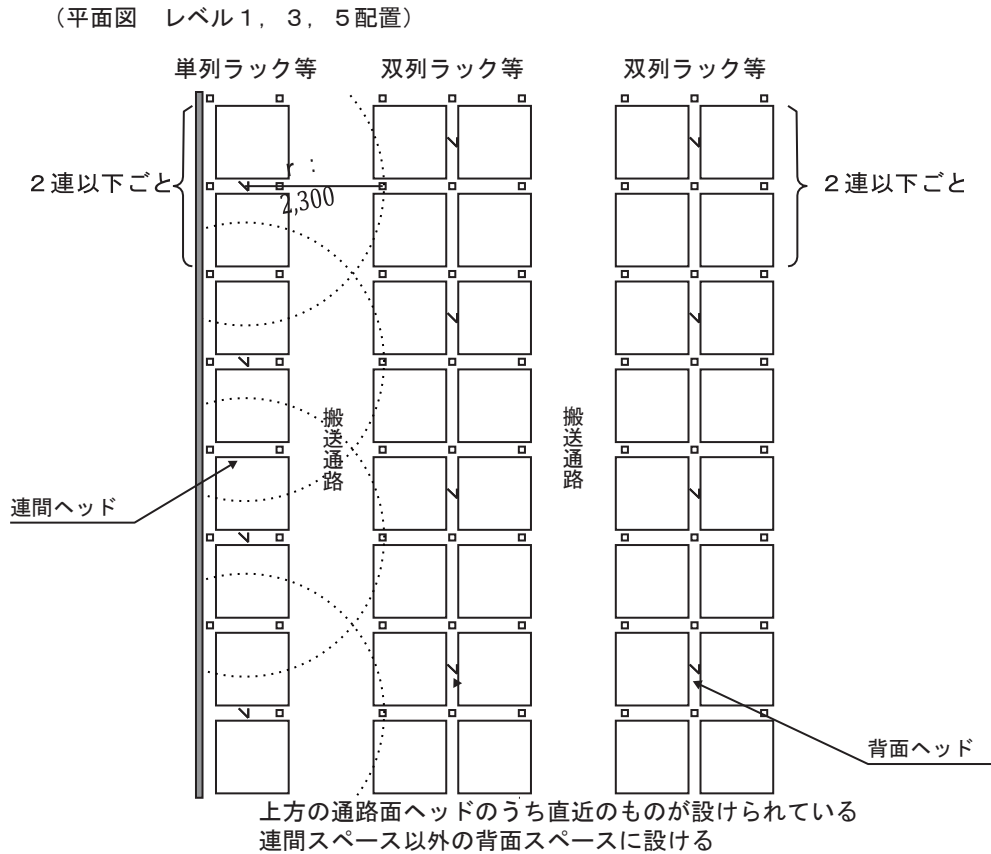 （平面図　レベル１，３，５配置）
単列ラック等
双列ラック等
双列ラック等
２連以下ごと
２連以下ごと
r：
2,300
搬送通路
搬送通路
連間ヘッド
背面ヘッド
上方の通路面ヘッドのうち直近のものが設けられている
連間スペース以外の背面スペースに設ける